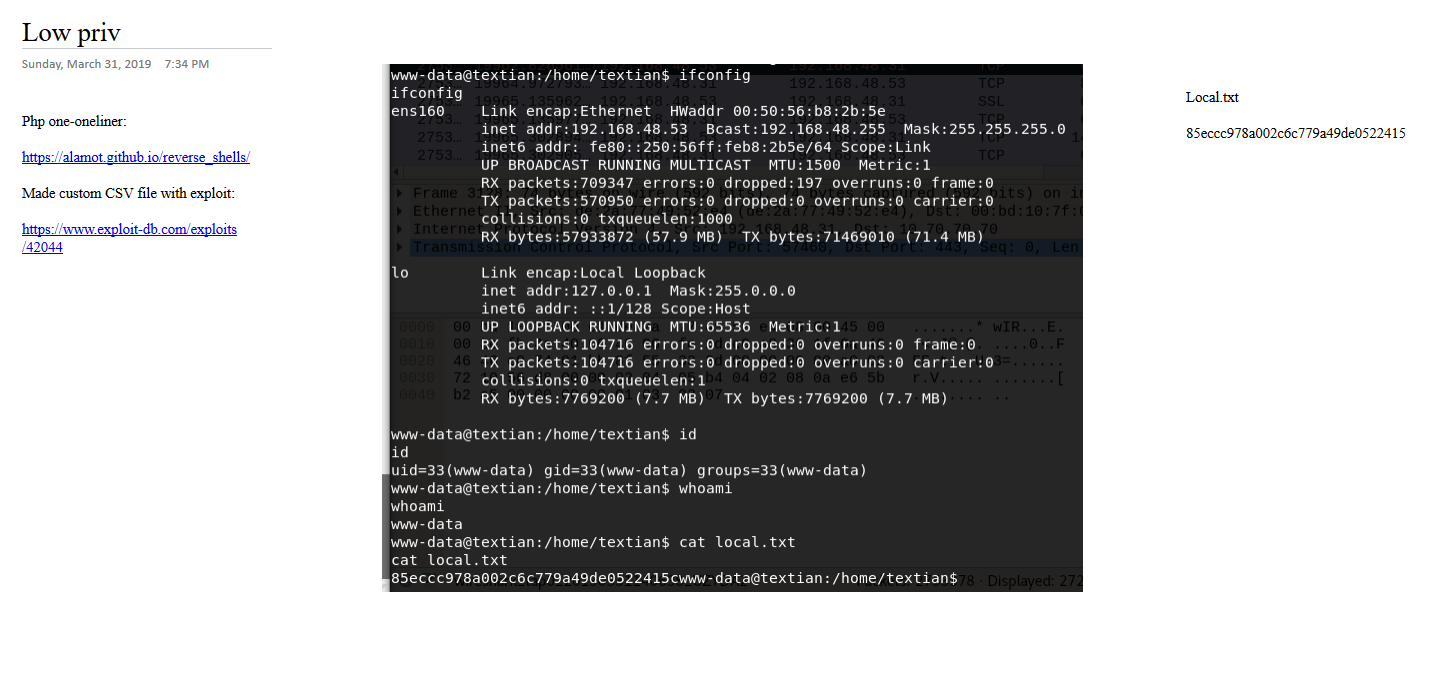 Low priv
Sunday, March 31, 2019 7:34 PM
Php one-oneliner:
https://alamot.github.io/reverse_shells/
Made custom CSV file with exploit:
https://www.exploit-db.com/exploits
/42044
www-data@textian:/home/textian$ ifconfig
ifconfig
ens160 Link encap:Ethernet HWaddr 00:50:56:b8:2b:5e
inet addr:192.168.48.53 Bcast:192.168.48.255 Mask:255.255.255.0
inet6 addr: fe80::250:56ff:feb8:2b5e/64 Scope:Link
UP BROADCAST RUNNING MULTICAST MTU:1500 Metric:1
RX packets:709347 errors:0 dropped:197 overruns:0 frame:0
TX packets:570950 errors:0 dropped:0 overruns:0 carrier:0
collisions:0 txqueuelen:1000
RX bytes:57933872 (57.9 MB) TX bytes:71469010 (71.4 MB)
lo Link encap:Local Loopback
inet addr:127.0.0.1 Mask:255.0.0.0
inet6 addr: ::1/128 Scope:Host
UP LOOPBACK RUNNING MTU:65536 Metric:1
RX packets:104716 errors:0 dropped:0 overruns:0 frame:0
TX packets:104716 errors:0 dropped:0 overruns:0 carrier:0
collisions:0 txqueuelen:1
RX bytes:7769200 (7.7 MB) TX bytes:7769200 (7.7 MB)
www-data@textian:/home/textian$ id
id
uid=33(www-data) gid=33(www-data) groups=33(www-data)
www-data@textian:/home/textian$ whoami
whoami
www-data
www-data@textian:/home/textian$ cat local.txt
cat local.txt
85eccc978a002c6c779a49de0522415cwww-data@textian:/home/textian$
Local.txt
85eccc978a002c6c779a49de0522415